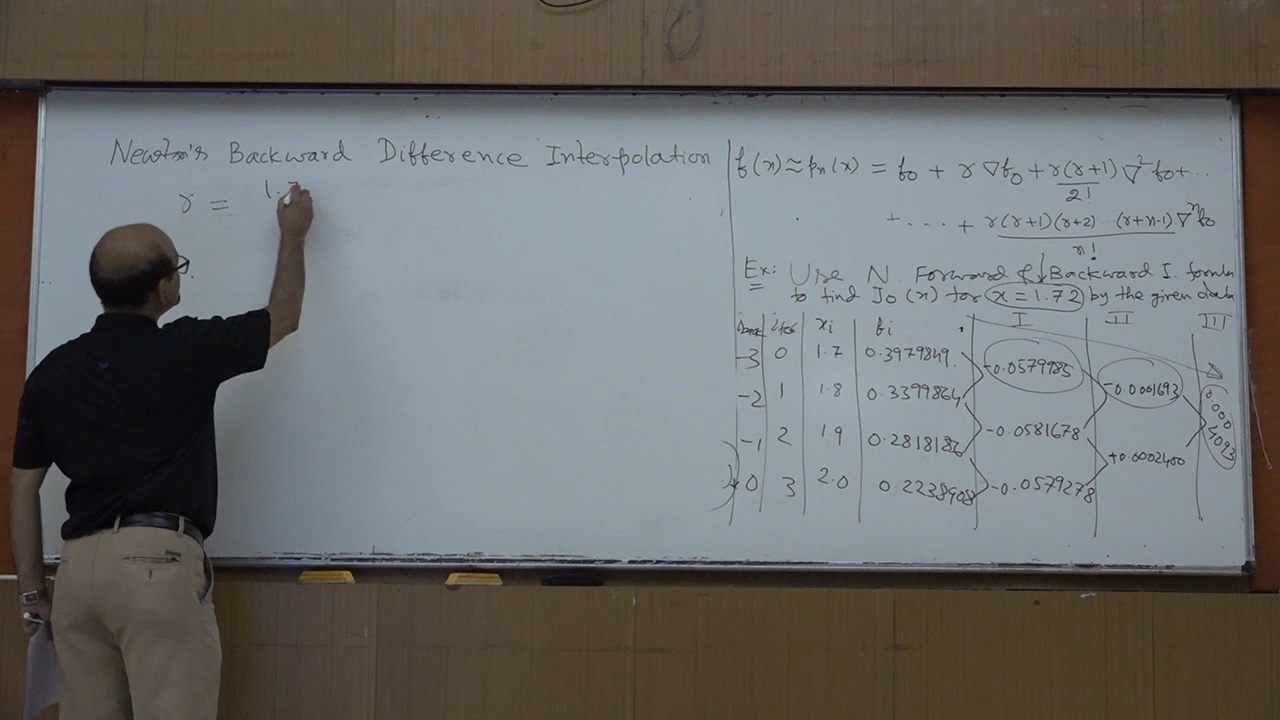 Newton's Backward Difference Interpolation
r = 1.7
f(x) ≈ pn(x) = f0 + r ∇f0 + r(r+1)/2! ∇²f0 + ...
+ .... + r(r+1)(r+2) (r+n-1)/n! ∇ⁿf0
Ex: Use N. Forward & Backward I. formula
to find J0(x) for x = 1.72 by the given data
xi fi I II III
-3 0 1.7 0.3979849 -0.0579985
-2 1 1.8 0.3399864 -0.0001693
-1 2 1.9 0.2818186 -0.0581678 0.0004093
0 3 2.0 0.2238908 -0.0579278 +0.0002400